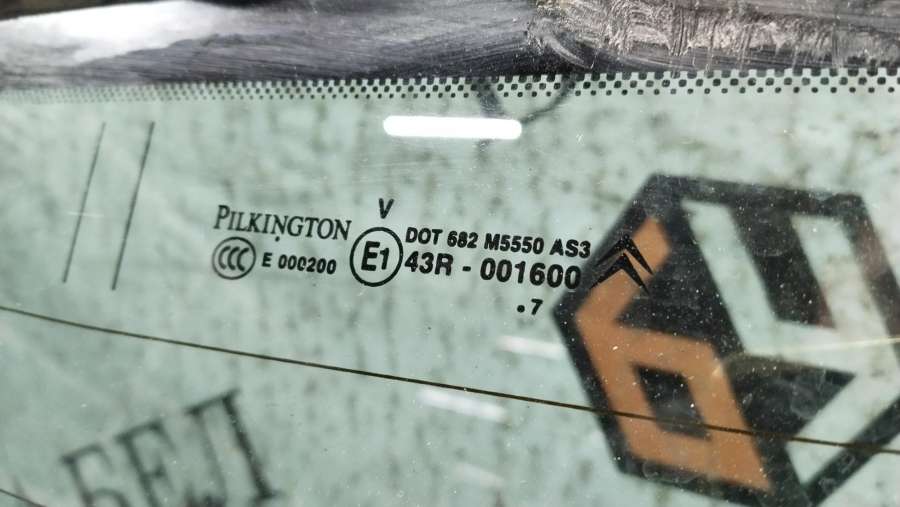 PILKINGTON
V
DOT 682 M5550 AS3
CCC E 000200 E1 43R - 001600
.7
БЕЛ